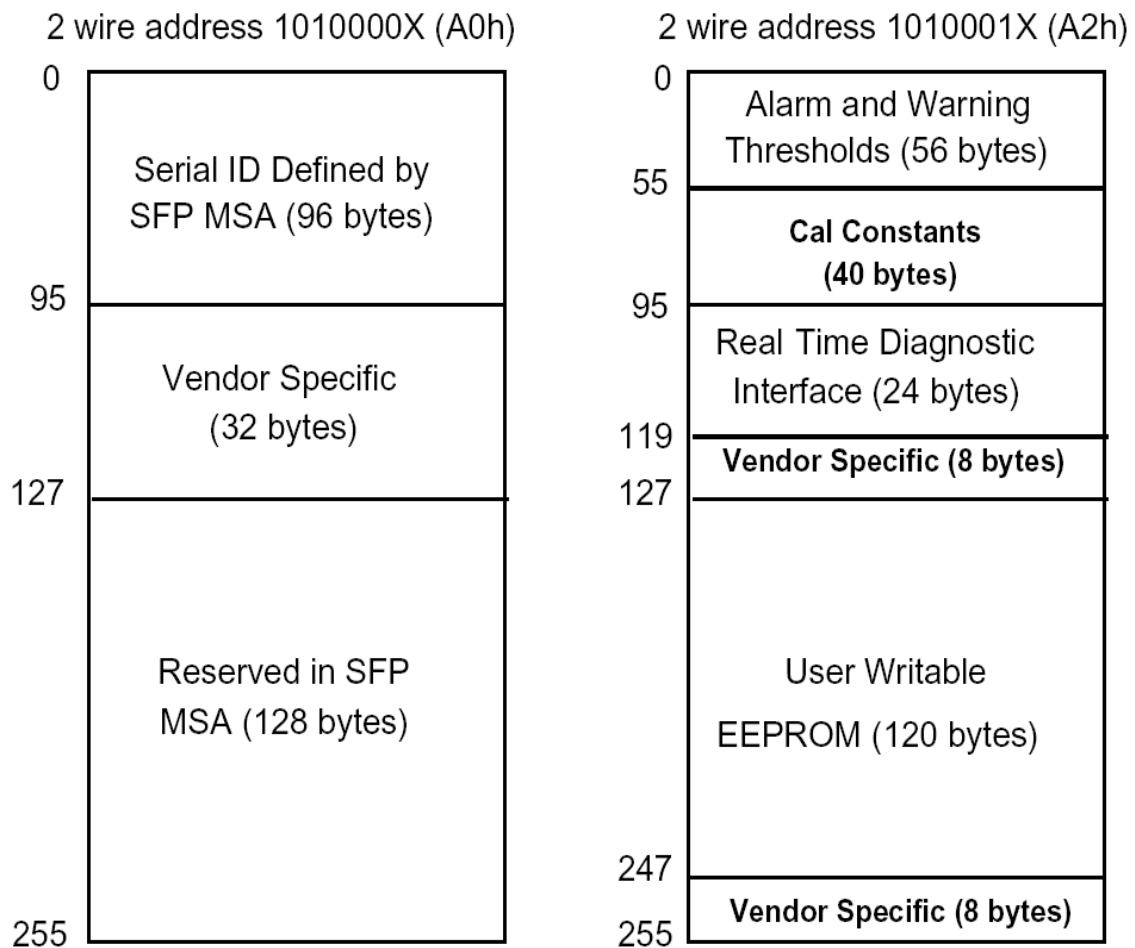 2 wire address 1010000X (A0h)
0
Serial ID Defined by
SFP MSA (96 bytes)
95
Vendor Specific
(32 bytes)
127
Reserved in SFP
MSA (128 bytes)
255
2 wire address 1010001X (A2h)
0
Alarm and Warning
Thresholds (56 bytes)
55
Cal Constants
(40 bytes)
95
Real Time Diagnostic
Interface (24 bytes)
119
Vendor Specific (8 bytes)
127
User Writable
EEPROM (120 bytes)
247
Vendor Specific (8 bytes)
255